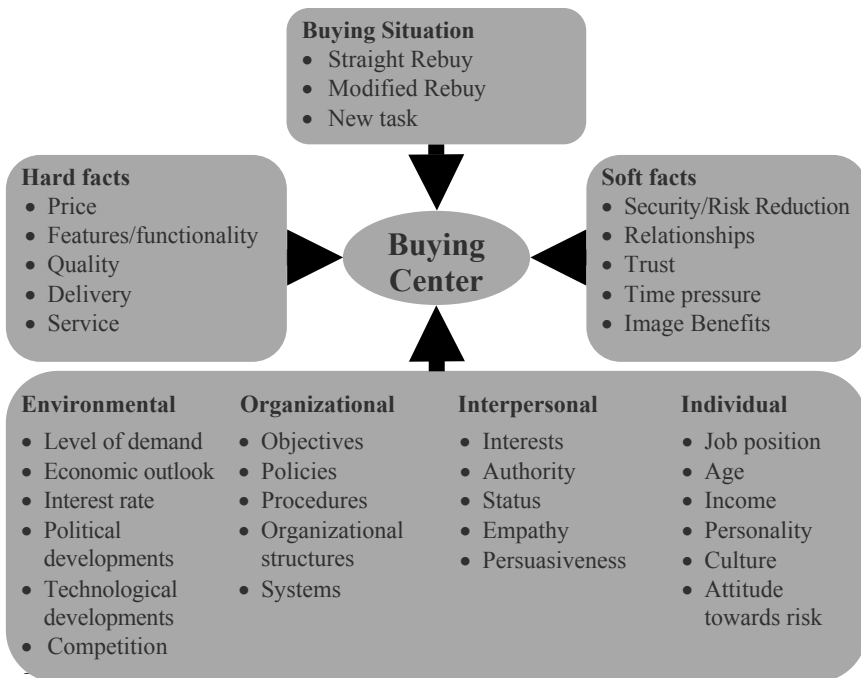 Buying Situation
• Straight Rebuy
• Modified Rebuy
• New task
Hard facts
• Price
• Features/functionality
• Quality
• Delivery
• Service
Buying
Center
Soft facts
• Security/Risk Reduction
• Relationships
• Trust
• Time pressure
• Image Benefits
Environmental
• Level of demand
• Economic outlook
• Interest rate
• Political
developments
• Technological
developments
• Competition
Organizational
• Objectives
• Policies
• Procedures
• Organizational
structures
• Systems
Interpersonal
• Interests
• Authority
• Status
• Empathy
• Persuasiveness
Individual
• Job position
• Age
• Income
• Personality
• Culture
• Attitude
towards risk